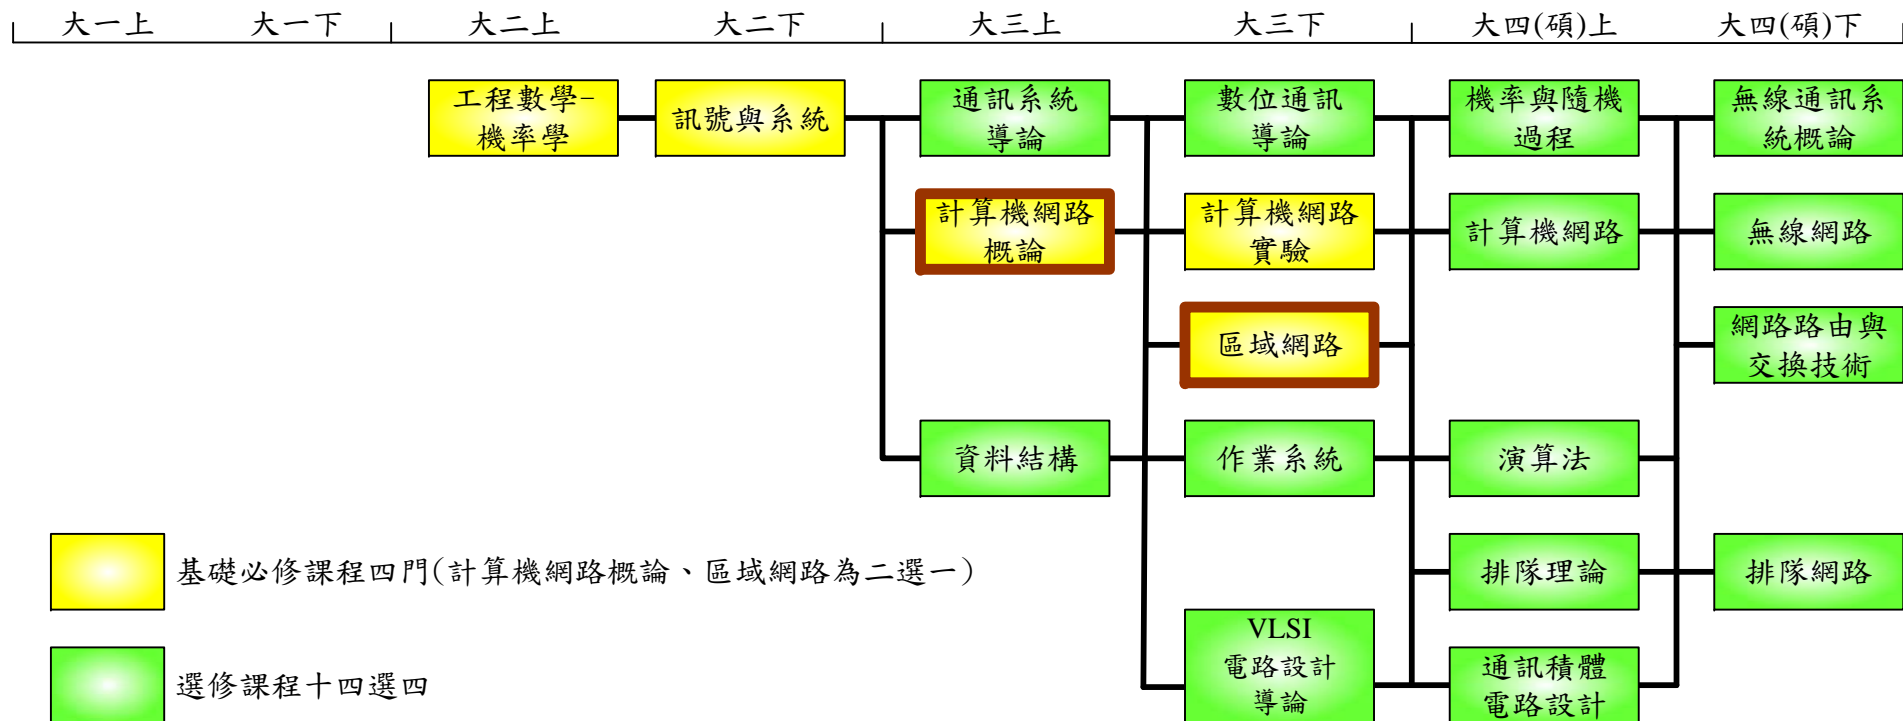 大一上 大一下 大二上 大二下 大三上 大三下 大四(碩)上 大四(碩)下
工程數學-
機率學
訊號與系統
通訊系統
導論
數位通訊
導論
機率與隨機
過程
無線通訊系
統概論
計算機網路
概論
計算機網路
實驗
計算機網路
無線網路
區域網路
網路路由與
交換技術
資料結構
作業系統
演算法
基礎必修課程四門(計算機網路概論、區域網路為二選一)
排隊理論
排隊網路
選修課程十四選四
VLSI
電路設計
導論
通訊積體
電路設計